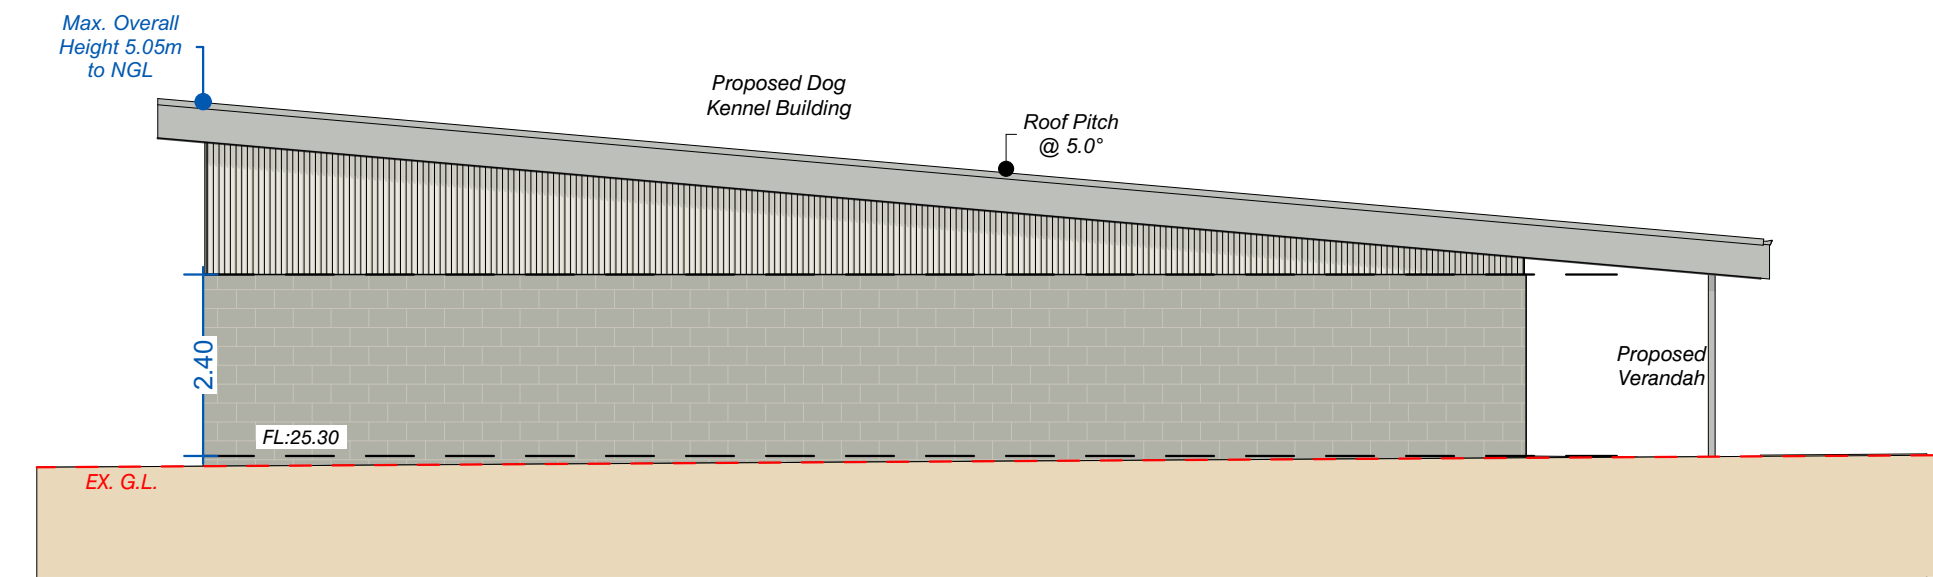 Max. Overall
Height 5.05m
to NGL
Proposed Dog
Kennel Building
Roof Pitch
@ 5.0°
2.40
Proposed
Verandah
FL:25.30
EX. G.L.